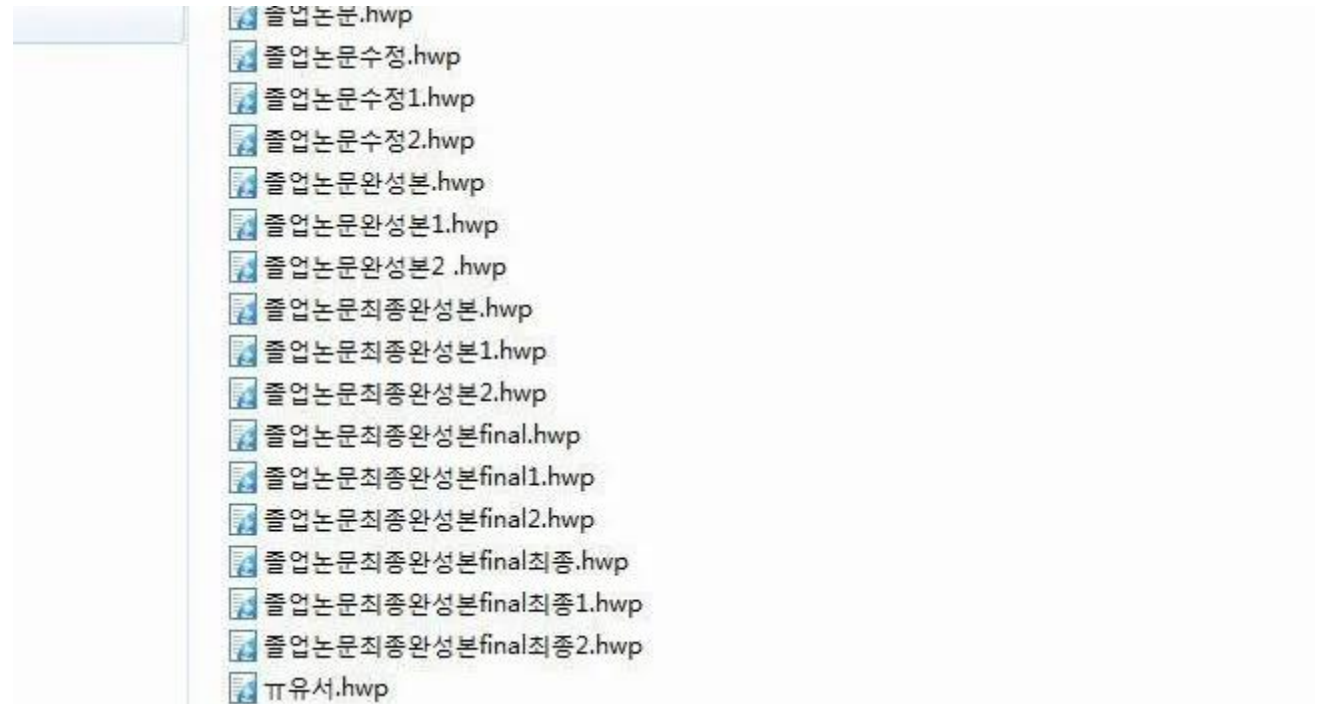 졸업논문.hwp
졸업논문수정.hwp
졸업논문수정1.hwp
졸업논문수정2.hwp
졸업논문완성본.hwp
졸업논문완성본1.hwp
졸업논문완성본2 .hwp
졸업논문최종완성본.hwp
졸업논문최종완성본1.hwp
졸업논문최종완성본2.hwp
졸업논문최종완성본final.hwp
졸업논문최종완성본final1.hwp
졸업논문최종완성본final2.hwp
졸업논문최종완성본final최종.hwp
졸업논문최종완성본final최종1.hwp
졸업논문최종완성본final최종2.hwp
ㅠ유서.hwp